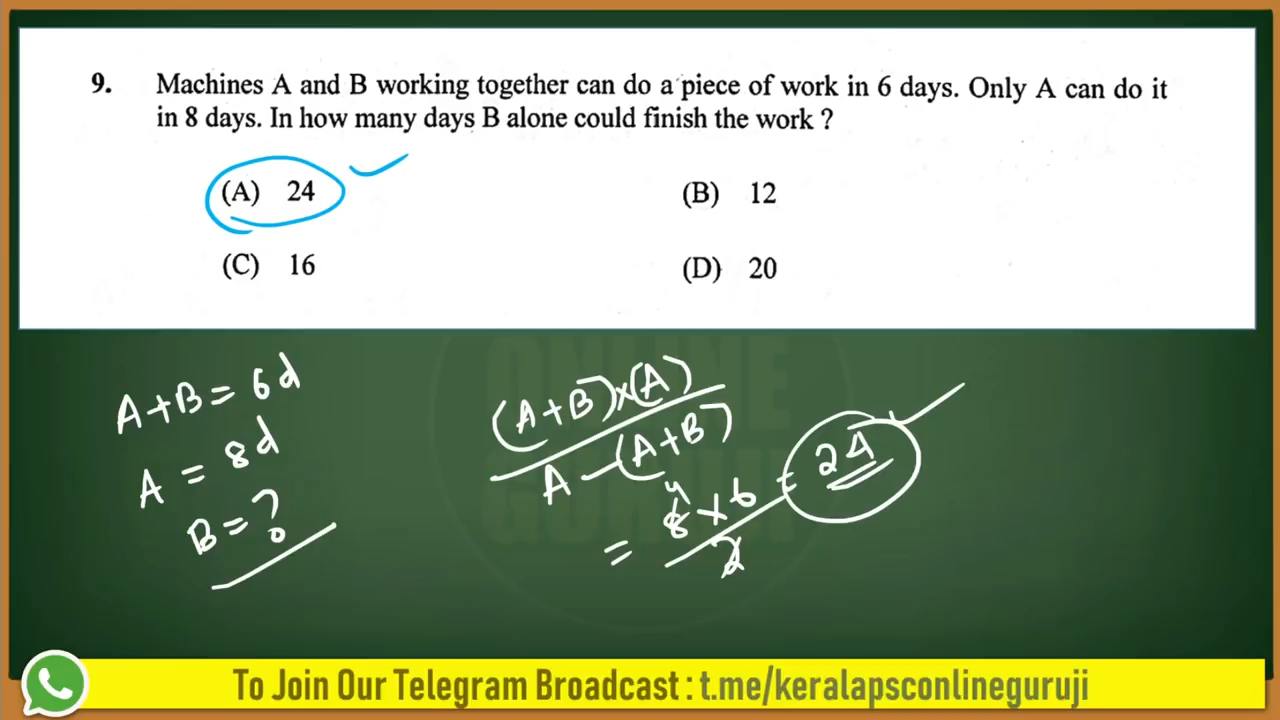 9. Machines A and B working together can do a piece of work in 6 days. Only A can do it
in 8 days. In how many days B alone could finish the work ?
(A) 24
(B) 12
(C) 16
(D) 20
A+B = 6d
A = 8d
B = ?
(A+B)×(A)
A-(A+B)
= 8×6 = 24
4
2
ONLINE
GURUJI
To Join Our Telegram Broadcast : t.me/keralapsconlineguruji